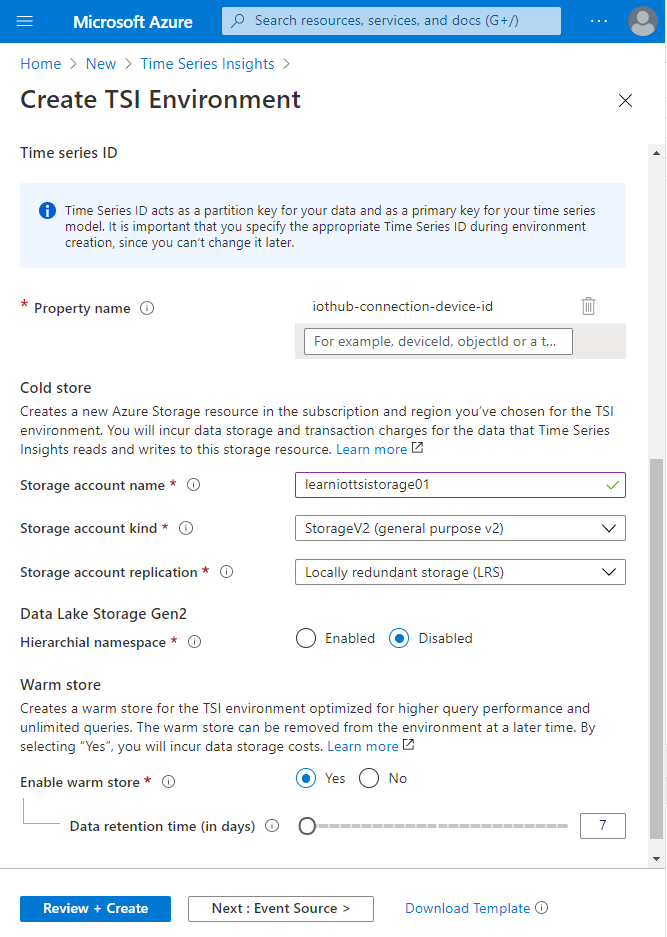 Microsoft Azure
Search resources, services, and docs (G+/)
...
Home > New > Time Series Insights >
Create TSI Environment
Time series ID
Time Series ID acts as a partition key for your data and as a primary key for your time series
model. It is important that you specify the appropriate Time Series ID during environment
creation, since you can't change it later.
* Property name
iothub-connection-device-id
For example, deviceId, objectId or a t...
Cold store
Creates a new Azure Storage resource in the subscription and region you've chosen for the TSI
environment. You will incur data storage and transaction charges for the data that Time Series
Insights reads and writes to this storage resource. Learn more
Storage account name * learniottsistorage01
Storage account kind * StorageV2 (general purpose v2)
Storage account replication * Locally redundant storage (LRS)
Data Lake Storage Gen2
Hierarchial namespace * Enabled Disabled
Warm store
Creates a warm store for the TSI environment optimized for higher query performance and
unlimited queries. The warm store can be removed from the environment at a later time. By
selecting "Yes", you will incur data storage costs. Learn more
Enable warm store * Yes No
Data retention time (in days) 7
Review + Create Next : Event Source > Download Template